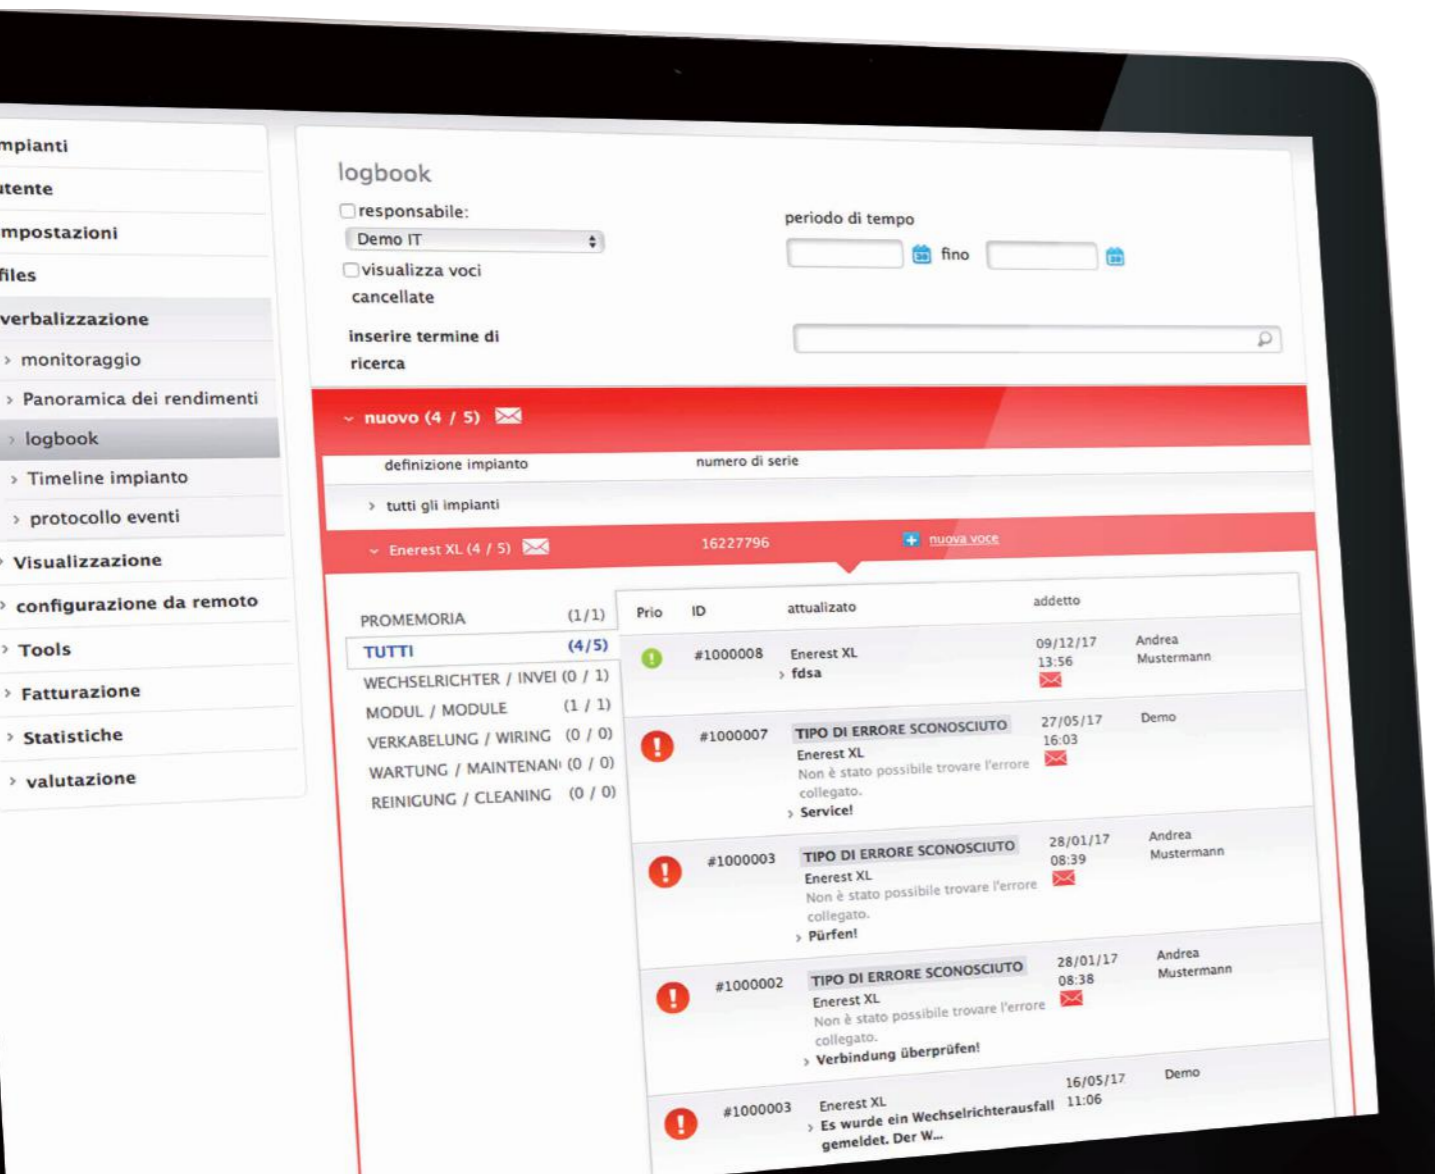 mpianti
utente
mpostazioni
files
verbalizzazione
> monitoraggio
> Panoramica dei rendimenti
> logbook
> Timeline impianto
> protocollo eventi
> Visualizzazione
> configurazione da remoto
> Tools
> Fatturazione
> Statistiche
> valutazione
logbook
responsabile:
Demo IT
visualizza voci
cancellate
periodo di tempo
fino
inserire termine di
ricerca
nuovo (4 / 5)
definizione impianto numero di serie
> tutti gli impianti
Enerest XL (4 / 5) 16227796 nuova voce
PROMEMORIA (1/1)
TUTTI (4/5)
WECHSELRICHTER / INVEI (0 / 1)
MODUL / MODULE (1 / 1)
VERKABELUNG / WIRING (0 / 0)
WARTUNG / MAINTENAN (0 / 0)
REINIGUNG / CLEANING (0 / 0)
Prio ID attualizato addetto
! #1000008 Enerest XL 09/12/17 Andrea
> fdsa 13:56 Mustermann
! #1000007 TIPO DI ERRORE SCONOSCIUTO 27/05/17 Demo
Enerest XL 16:03
Non è stato possibile trovare l'errore
collegato.
> Service!
! #1000003 TIPO DI ERRORE SCONOSCIUTO 28/01/17 Andrea
Enerest XL 08:39 Mustermann
Non è stato possibile trovare l'errore
collegato.
> Pürfen!
! #1000002 TIPO DI ERRORE SCONOSCIUTO 28/01/17 Andrea
Enerest XL 08:38 Mustermann
Non è stato possibile trovare l'errore
collegato.
> Verbindung überprüfen!
! #1000003 Enerest XL 16/05/17 Demo
> Es wurde ein Wechselrichterausfall 11:06
gemeldet. Der W...